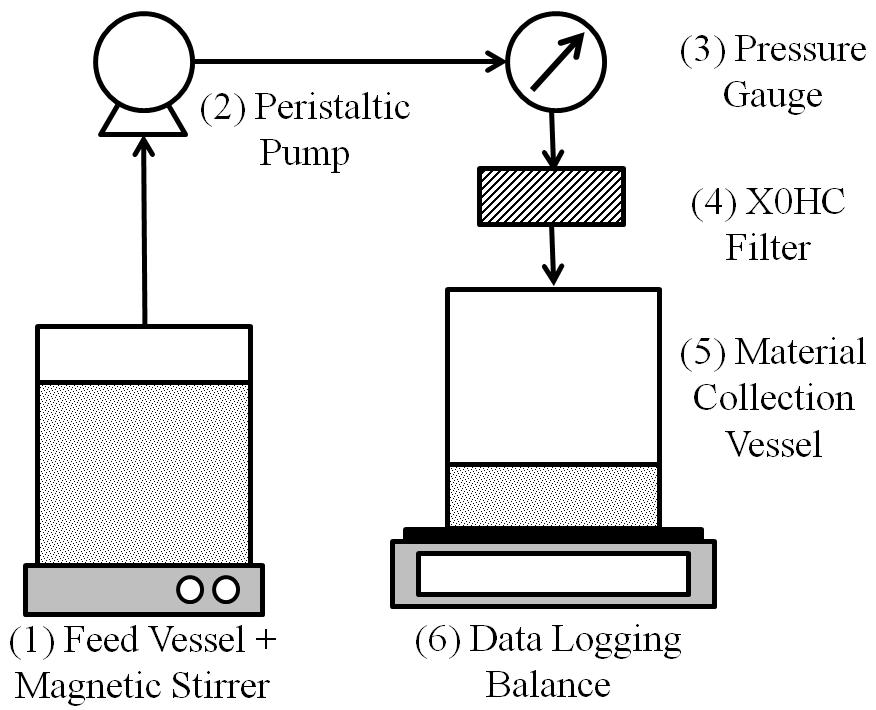 (3) Pressure
Gauge
(2) Peristaltic
Pump
(4) X0HC
Filter
(5) Material
Collection
Vessel
(1) Feed Vessel +
Magnetic Stirrer
(6) Data Logging
Balance